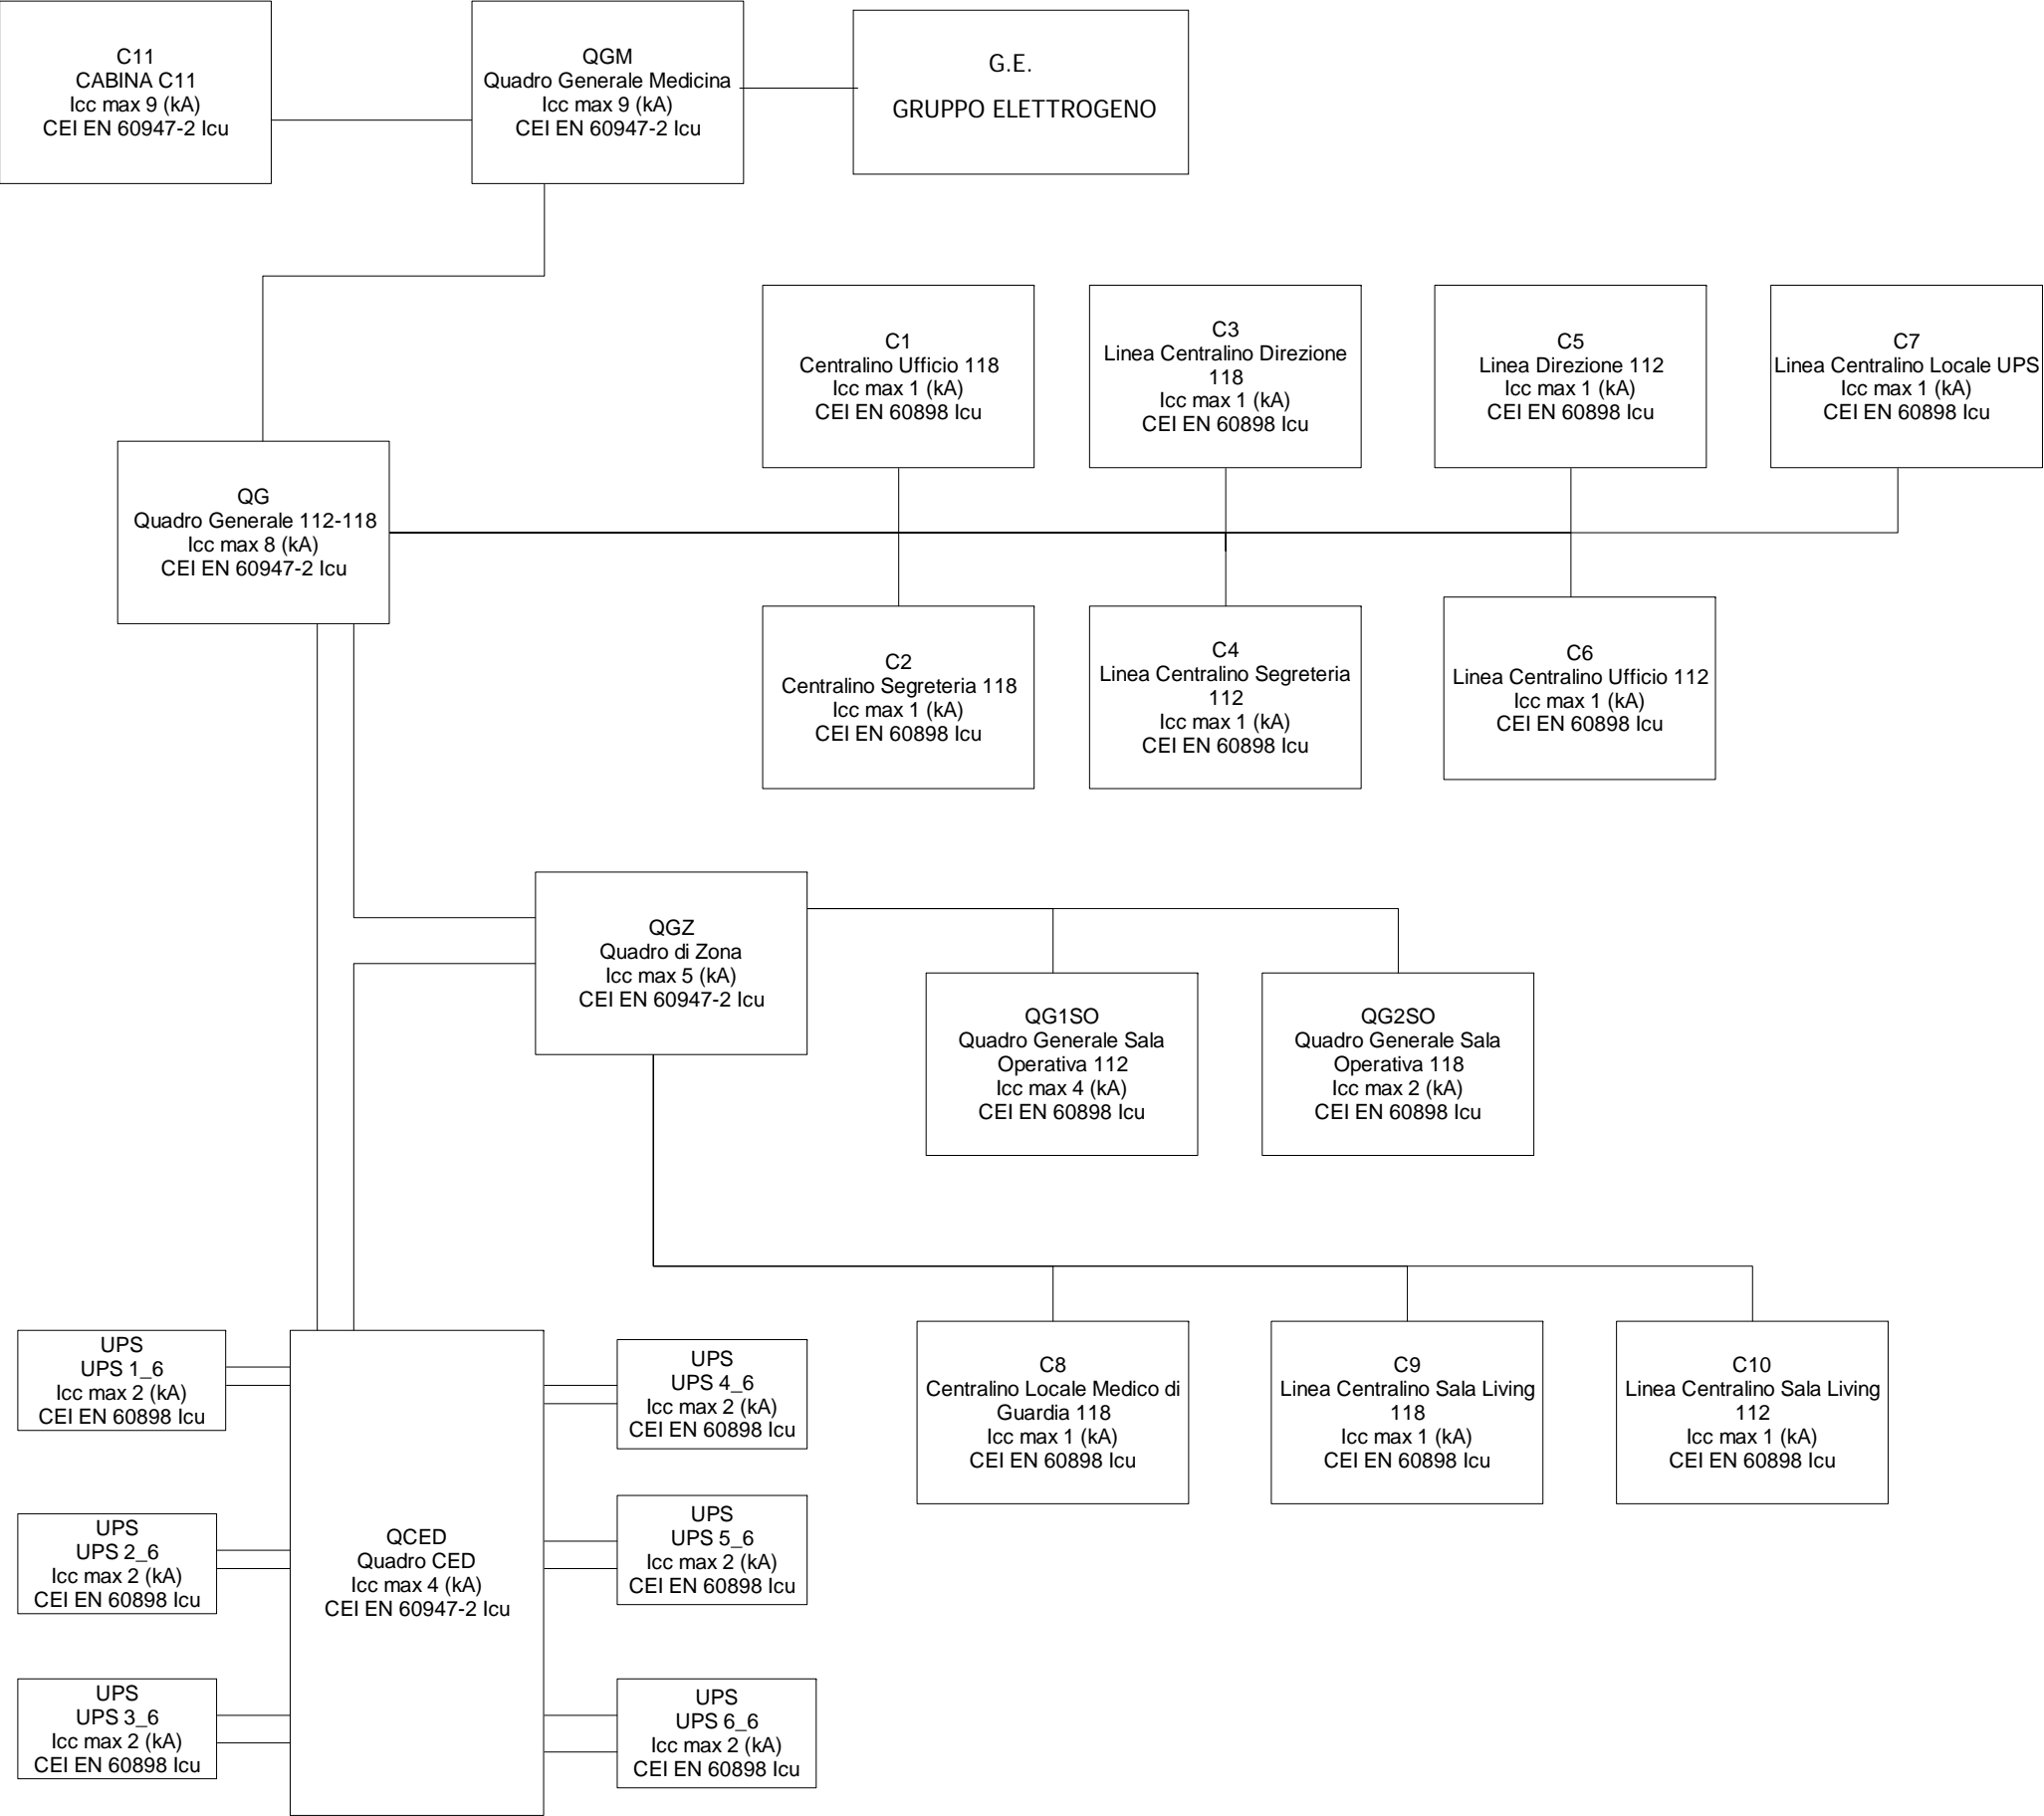 C11
CABINA C11
Icc max 9 (kA)
CEI EN 60947-2 Icu
QGM
Quadro Generale Medicina
Icc max 9 (kA)
CEI EN 60947-2 Icu
G.E.
GRUPPO ELETTROGENO
C1
Centralino Ufficio 118
Icc max 1 (kA)
CEI EN 60898 Icu
C3
Linea Centralino Direzione
118
Icc max 1 (kA)
CEI EN 60898 Icu
C5
Linea Direzione 112
Icc max 1 (kA)
CEI EN 60898 Icu
C7
Linea Centralino Locale UPS
Icc max 1 (kA)
CEI EN 60898 Icu
QG
Quadro Generale 112-118
Icc max 8 (kA)
CEI EN 60947-2 Icu
C2
Centralino Segreteria 118
Icc max 1 (kA)
CEI EN 60898 Icu
C4
Linea Centralino Segreteria
112
Icc max 1 (kA)
CEI EN 60898 Icu
C6
Linea Centralino Ufficio 112
Icc max 1 (kA)
CEI EN 60898 Icu
QGZ
Quadro di Zona
Icc max 5 (kA)
CEI EN 60947-2 Icu
QG1SO
Quadro Generale Sala
Operativa 112
Icc max 4 (kA)
CEI EN 60898 Icu
QG2SO
Quadro Generale Sala
Operativa 118
Icc max 2 (kA)
CEI EN 60898 Icu
C8
Centralino Locale Medico di
Guardia 118
Icc max 1 (kA)
CEI EN 60898 Icu
C9
Linea Centralino Sala Living
118
Icc max 1 (kA)
CEI EN 60898 Icu
C10
Linea Centralino Sala Living
112
Icc max 1 (kA)
CEI EN 60898 Icu
UPS
UPS 1_6
Icc max 2 (kA)
CEI EN 60898 Icu
UPS
UPS 4_6
Icc max 2 (kA)
CEI EN 60898 Icu
UPS
UPS 2_6
Icc max 2 (kA)
CEI EN 60898 Icu
QCED
Quadro CED
Icc max 4 (kA)
CEI EN 60947-2 Icu
UPS
UPS 5_6
Icc max 2 (kA)
CEI EN 60898 Icu
UPS
UPS 3_6
Icc max 2 (kA)
CEI EN 60898 Icu
UPS
UPS 6_6
Icc max 2 (kA)
CEI EN 60898 Icu